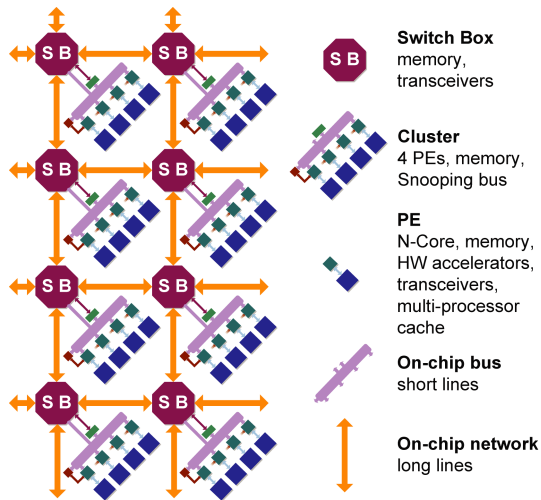 S B
S B
S B
S B
S B
S B
S B
S B
S B
Switch Box
memory,
transceivers
Cluster
4 PEs, memory,
Snooping bus
PE
N-Core, memory,
HW accelerators,
transceivers,
multi-processor
cache
On-chip bus
short lines
On-chip network
long lines